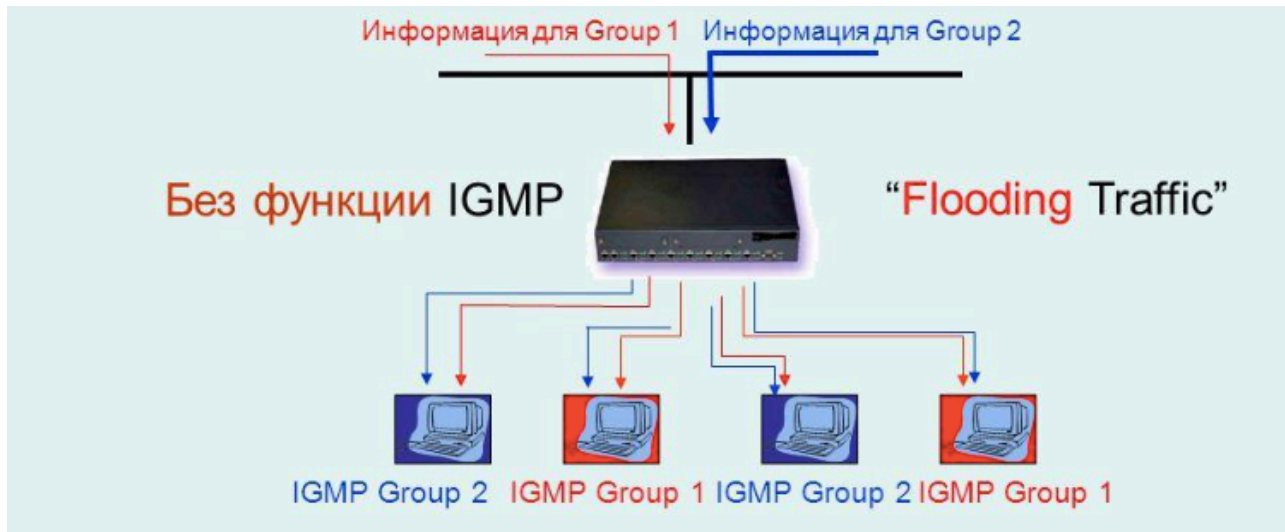 Информация для Group 1
Информация для Group 2
Без функции IGMP
“Flooding Traffic”
IGMP Group 2
IGMP Group 1
IGMP Group 2
IGMP Group 1